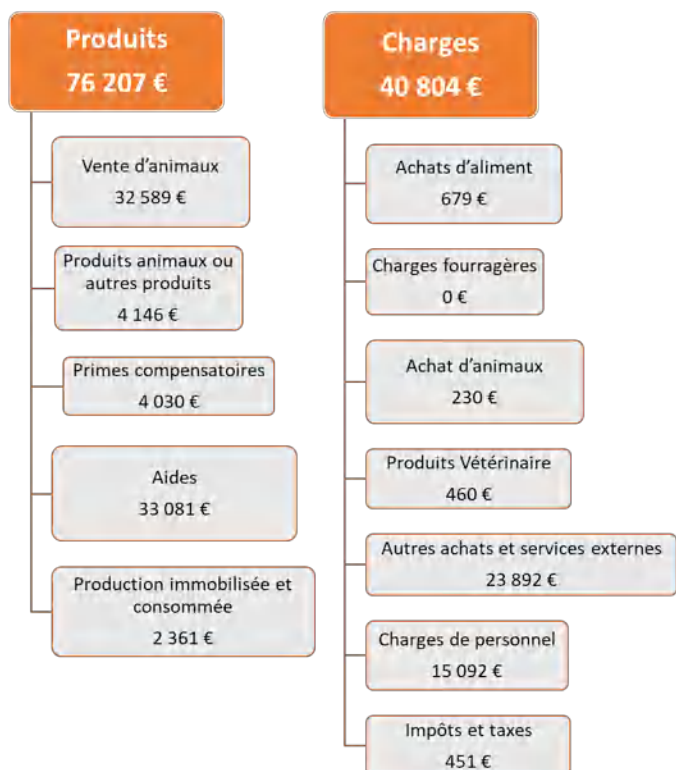 Produits
76 207 €
Vente d'animaux
32 589 €
Produits animaux ou
autres produits
4 146 €
Primes compensatoires
4 030 €
Aides
33 081 €
Production immobilisée et
consommée
2 361 €
Charges
40 804 €
Achats d'aliment
679 €
Charges fourragères
0 €
Achat d'animaux
230 €
Produits Vétérinaire
460 €
Autres achats et services externes
23 892 €
Charges de personnel
15 092 €
Impôts et taxes
451 €